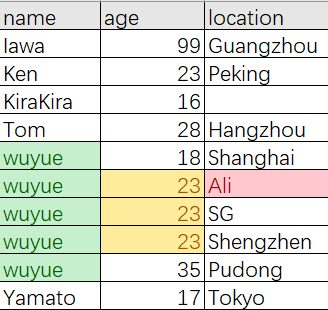 name age location
Iawa 99 Guangzhou
Ken 23 Peking
KiraKira 16
Tom 28 Hangzhou
wuyue 18 Shanghai
wuyue 23 Ali
wuyue 23 SG
wuyue 23 Shengzhen
wuyue 35 Pudong
Yamato 17 Tokyo